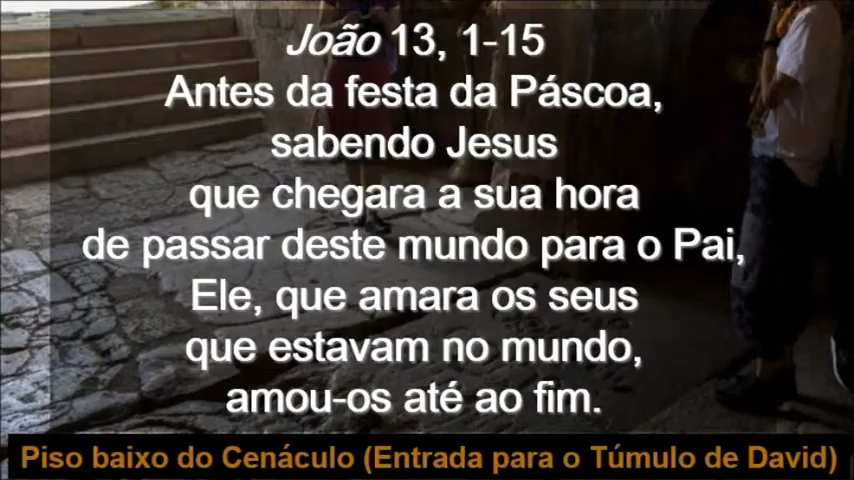 João 13, 1-15
Antes da festa da Páscoa,
sabendo Jesus
que chegara a sua hora
de passar deste mundo para o Pai,
Ele, que amara os seus
que estavam no mundo,
amou-os até ao fim.
Piso baixo do Cenáculo (Entrada para o Túmulo de David)